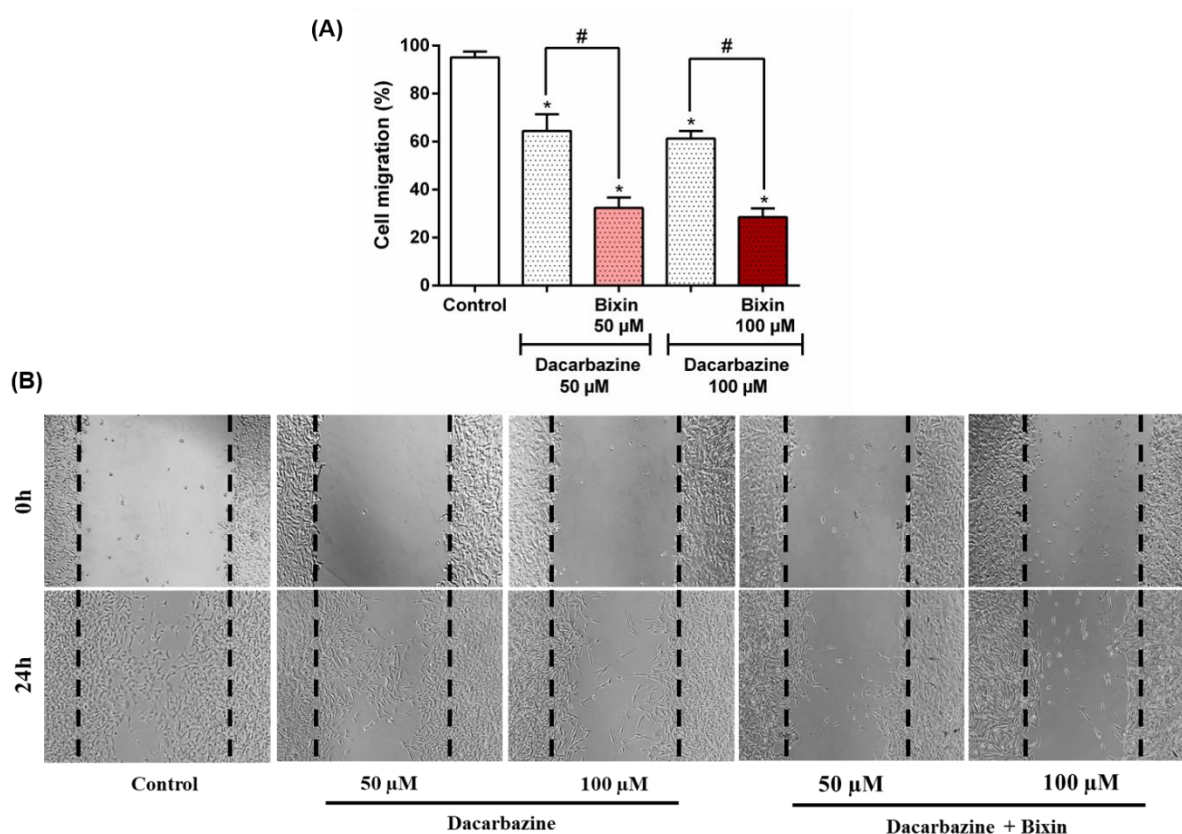 (A)
#
#
100
80
60
40
20
0
Cell migration (%)
*
*
*
*
Control
Bixin
50 µM
Bixin
100 µM
Dacarbazine
50 µM
Dacarbazine
100 µM
(B)
0h
24h
Control
50 µM
100 µM
50 µM
100 µM
Dacarbazine
Dacarbazine + Bixin